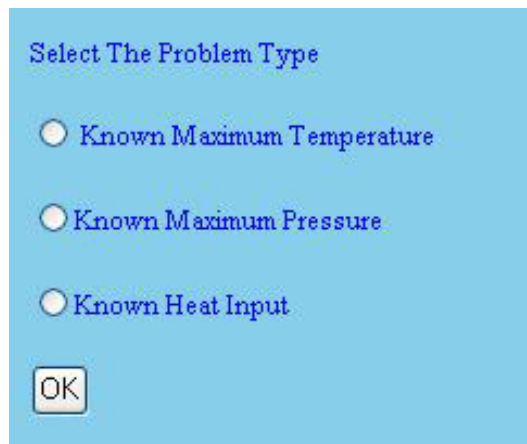 Select The Problem Type
Known Maximum Temperature
Known Maximum Pressure
Known Heat Input
OK